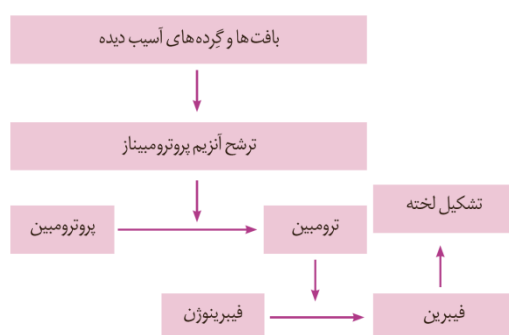 بافت‌ها و گِرده‌های آسیب دیده
ترشح آنزیم پروترومبیناز
تشکیل لخته
پروترومبین
ترومبین
فیبرینوژن
فیبرین